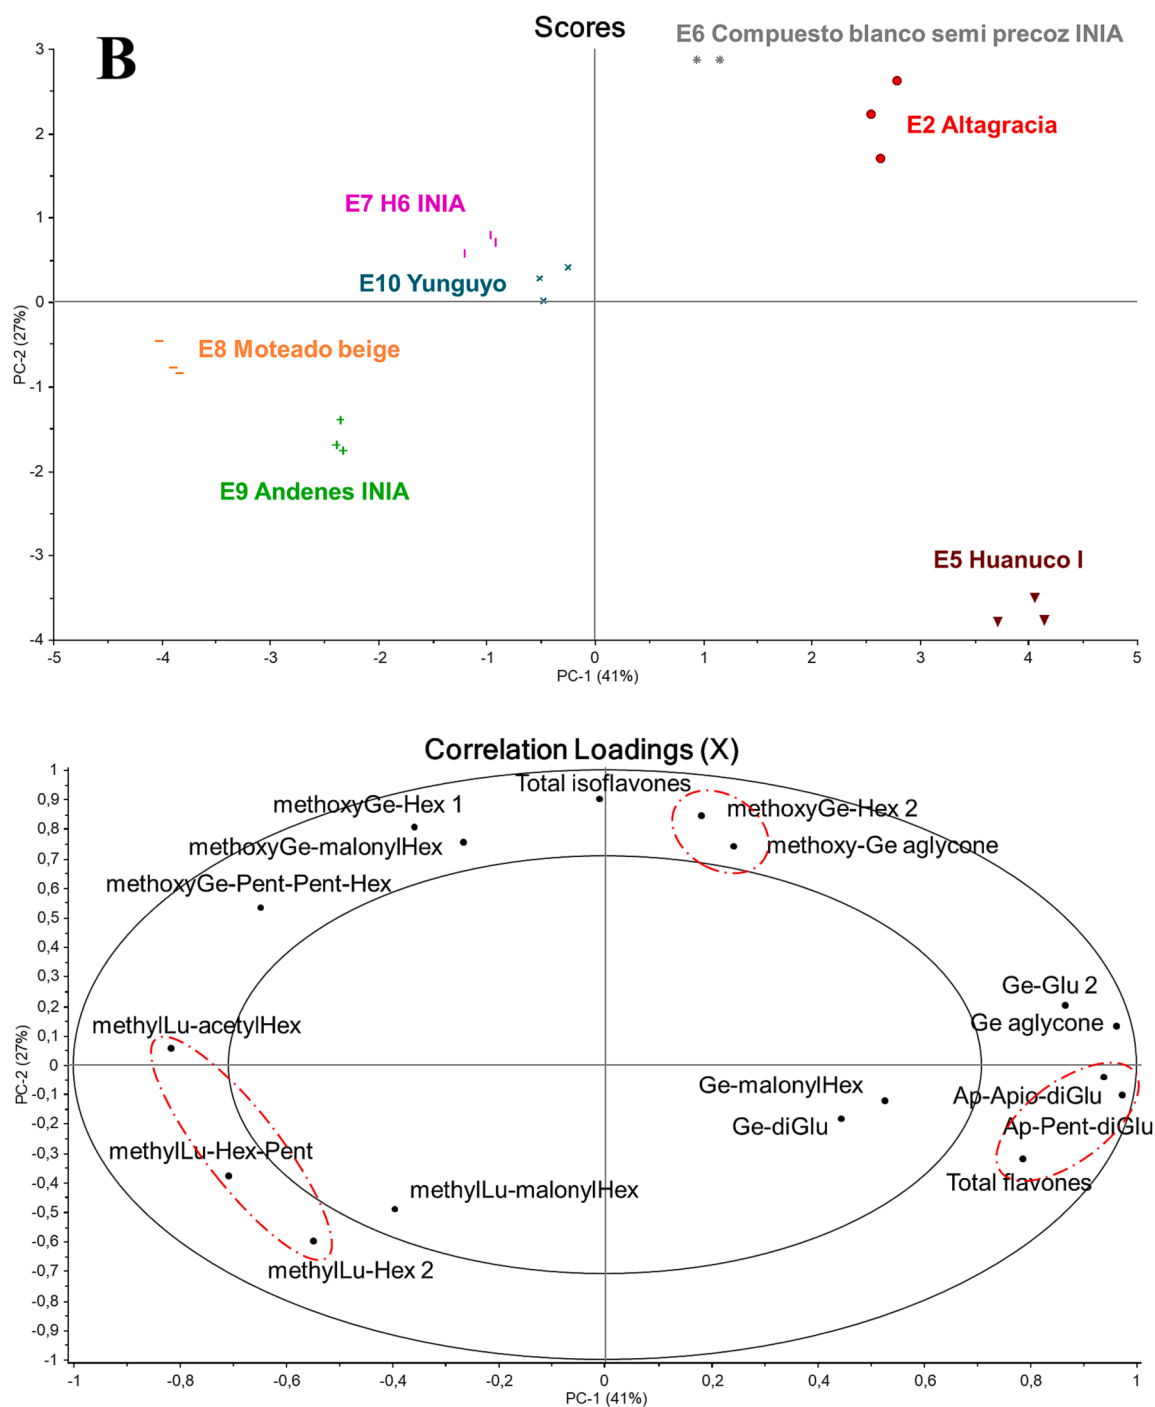 B
Scores
E6 Compuesto blanco semi precoz INIA
E2 Altagracia
E7 H6 INIA
E10 Yunguyo
E8 Moteado beige
E9 Andenes INIA
E5 Huanuco I
3
2
1
0
-1
-2
-3
-4
PC-2 (27%)
-5
-4
-3
-2
-1
0
1
2
3
4
5
PC-1 (41%)
Correlation Loadings (X)
Total isoflavones
methoxyGe-Hex 1
methoxyGe-Hex 2
methoxyGe-malonylHex
methoxy-Ge aglycone
methoxyGe-Pent-Pent-Hex
Ge-Glu 2
methylLu-acetylHex
Ge aglycone
Ge-malonylHex
Ap-Apio-diGlu
Ge-diGlu
Ap-Pent-diGlu
methylLu-Hex-Pent
Total flavones
methylLu-malonylHex
methylLu-Hex 2
1
0,9
0,8
0,7
0,6
0,5
0,4
0,3
0,2
0,1
0
-0,1
-0,2
-0,3
-0,4
-0,5
-0,6
-0,7
-0,8
-0,9
-1
PC-2 (27%)
-1
-0,8
-0,6
-0,4
-0,2
0
0,2
0,4
0,6
0,8
1
PC-1 (41%)